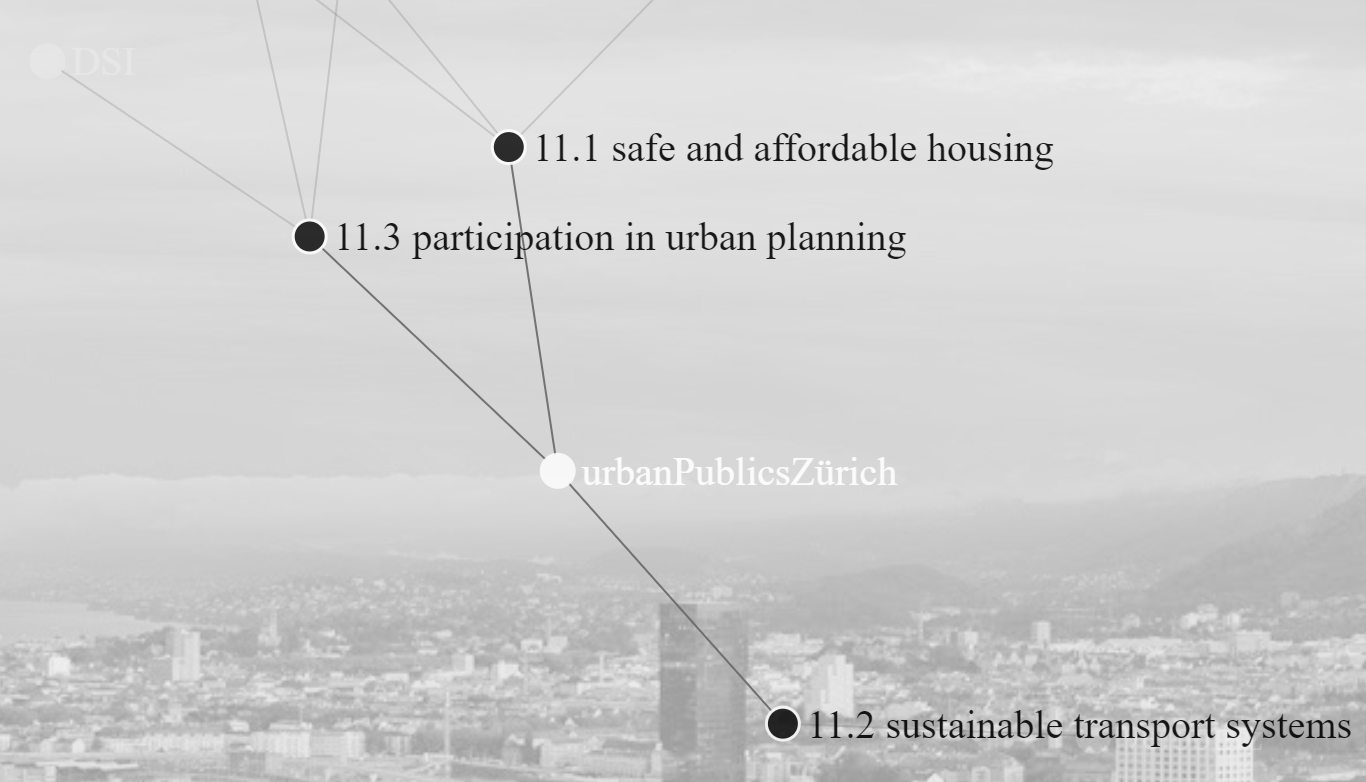 DSI
11.1 safe and affordable housing
11.3 participation in urban planning
urbanPublicsZürich
11.2 sustainable transport systems